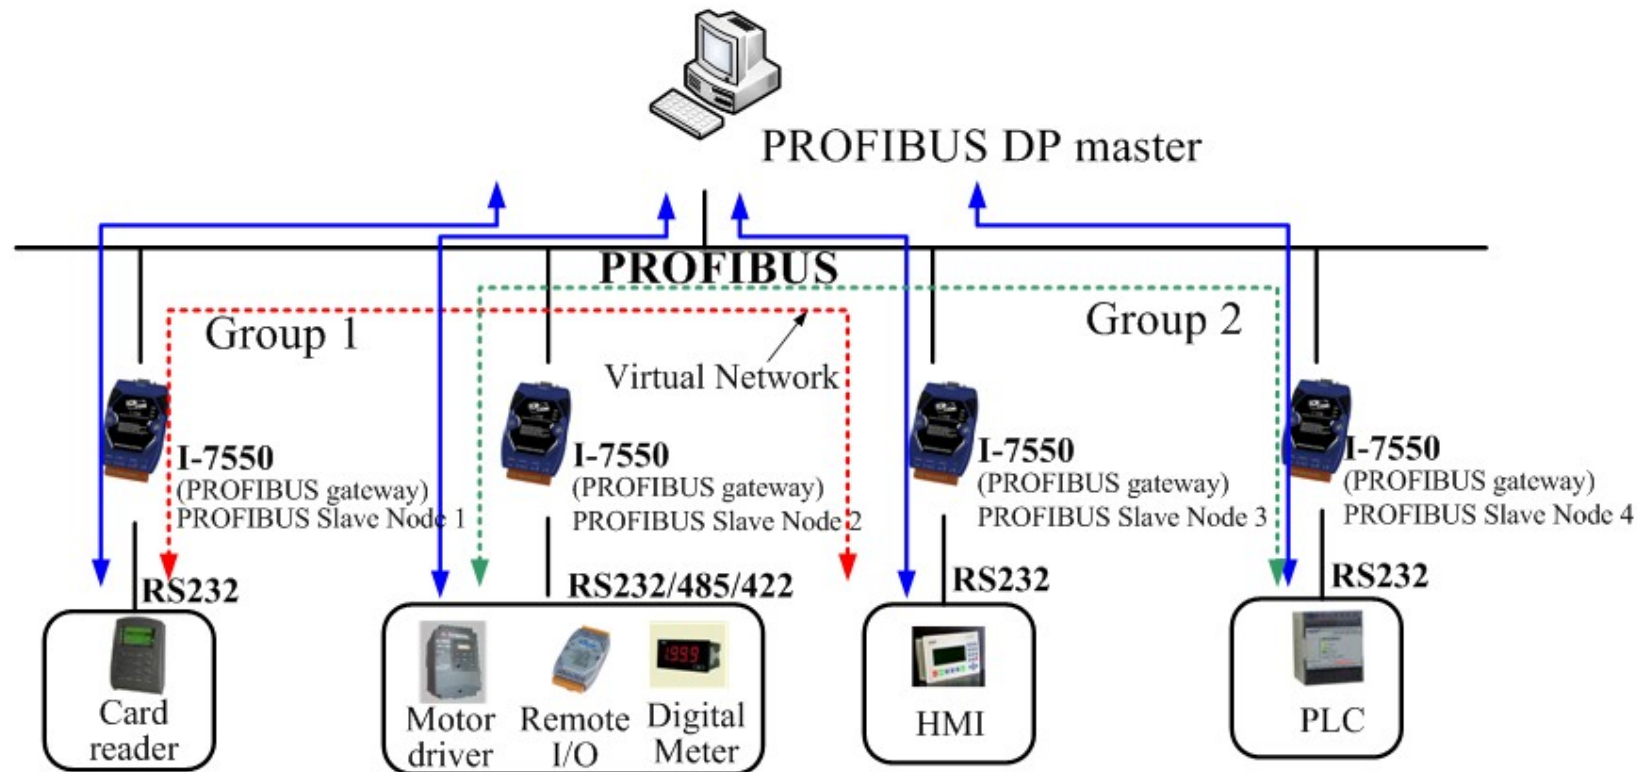 PROFIBUS DP master
PROFIBUS
Group 1
Group 2
Virtual Network
I-7550
(PROFIBUS gateway)
PROFIBUS Slave Node 1
I-7550
(PROFIBUS gateway)
PROFIBUS Slave Node 2
I-7550
(PROFIBUS gateway)
PROFIBUS Slave Node 3
I-7550
(PROFIBUS gateway)
PROFIBUS Slave Node 4
RS232
RS232/485/422
RS232
RS232
Card
reader
Motor
driver
Remote
I/O
1999
Digital
Meter
HMI
PLC